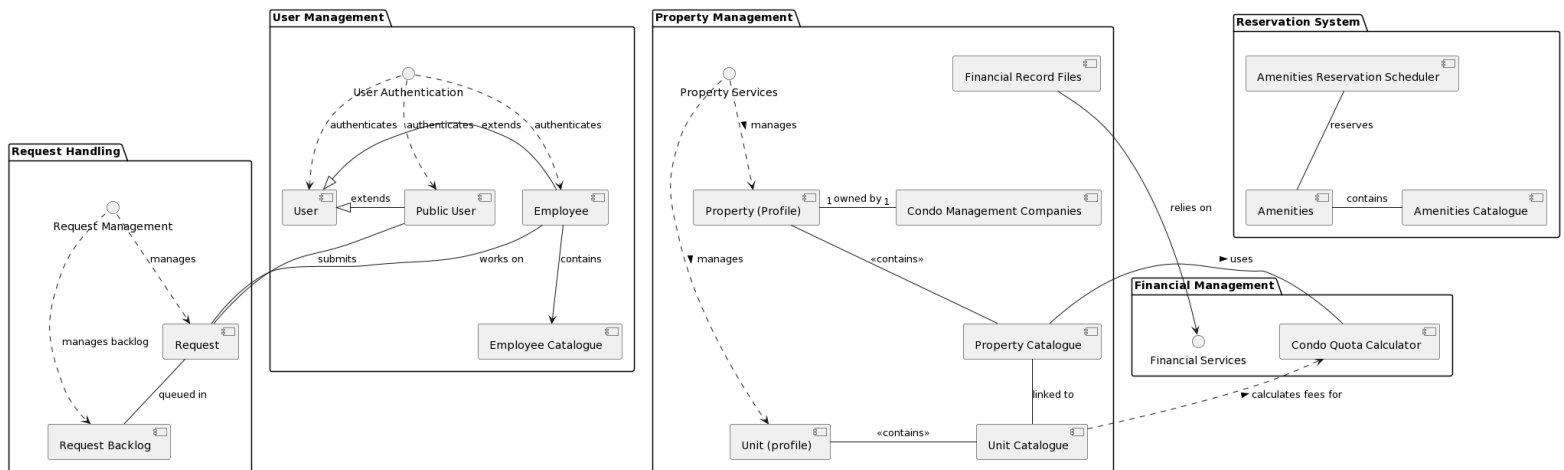 User Management
Property Management
Reservation System
Financial Record Files
Amenities Reservation Scheduler
User Authentication
Property Services
authenticates
authenticates
extends
authenticates
manages
reserves
Request Handling
User
extends
Public User
Employee
Property (Profile)
1
owned by
1
Condo Management Companies
relies on
Amenities
contains
Amenities Catalogue
Request Management
manages
submits
works on
contains
manages
«contains»
uses
Financial Management
manages backlog
Request
Employee Catalogue
Property Catalogue
Financial Services
Condo Quota Calculator
queued in
linked to
calculates fees for
Request Backlog
Unit (profile)
«contains»
Unit Catalogue